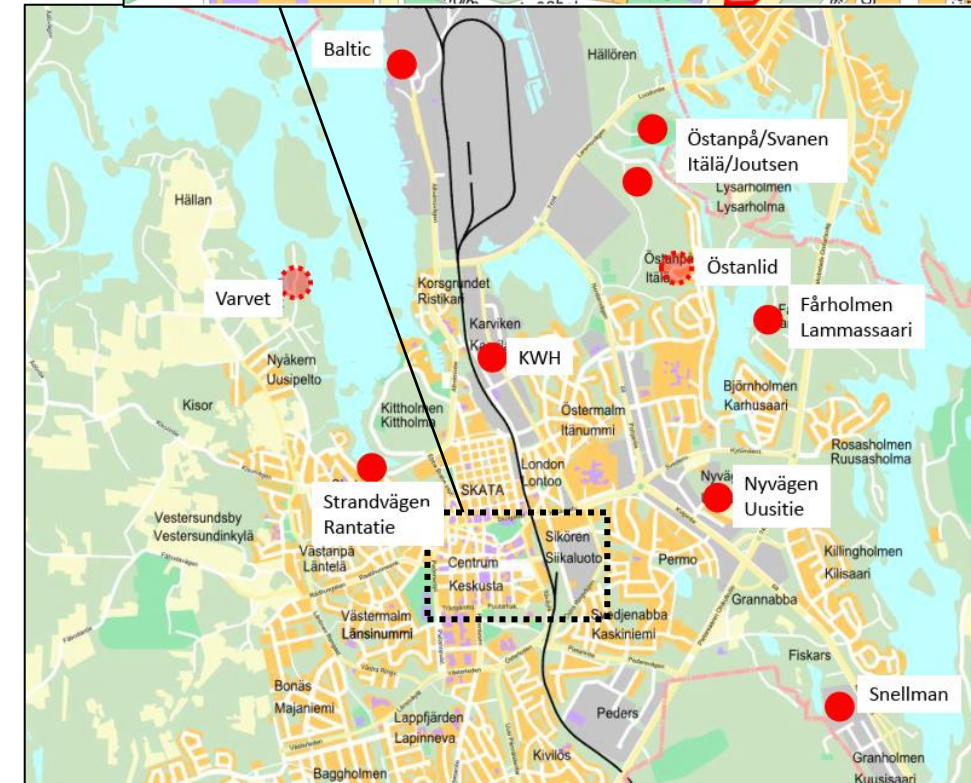 Baltic
Hällören
Östanpå/Svanen
Itälä/Joutsen
Lysarholmen
Lysarholma
Hällan
Östanlid
Varvet
Korsgrundet
Ristikari
Fårholmen
Lammassaari
Karviken
KWH
Nyåkern
Uusipelto
Björnholmen
Karhusaari
Kisor
Kittholmen
Kittholma
Östermalm
Itänummi
Rosasholmen
Ruusasholma
London
Lontoo
SKATA
Nyvägen
Uusitie
Strandvägen
Rantatie
Vestersundsby
Vestersundinkylä
Sikören
Siikaluoto
Västanpå
Läntelä
Centrum
Keskusta
Permo
Killingholmen
Kilisaari
Grannabba
Västermalm
Länsinummi
Svedjenabba
Kaskiniemi
Fiskars
Bonäs
Majaniemi
Snellman
Lappfjärden
Lapinneva
Peders
Kivilös
Granholmen
Kuusisaari
Baggholmen